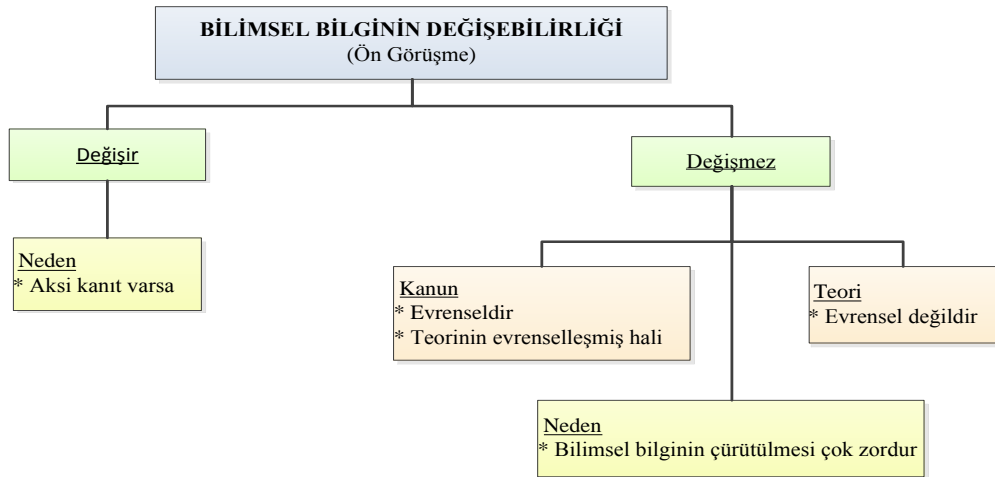 BİLİMSEL BİLGİNİN DEĞİŞEBİLİRLİĞİ
(Ön Görüşme)
Değişir
Değişmez
Neden
* Aksi kanıt varsa
Kanun
* Evrenseldir
* Teorinin evrenselleşmiş hali
Teori
* Evrensel değildir
Neden
* Bilimsel bilginin çürütülmesi çok zordur